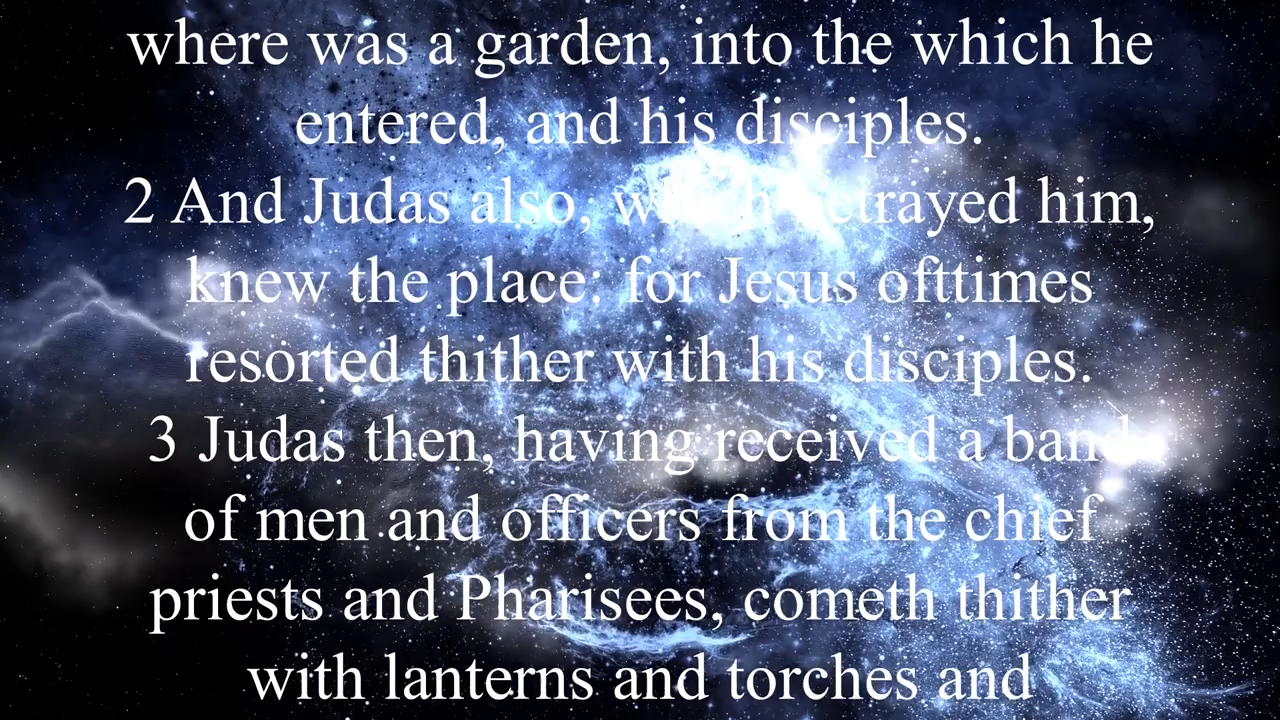 where was a garden, into the which he
entered, and his disciples.
2 And Judas also, which betrayed him,
knew the place: for Jesus ofttimes
resorted thither with his disciples.
3 Judas then, having received a band
of men and officers from the chief
priests and Pharisees, cometh thither
with lanterns and torches and